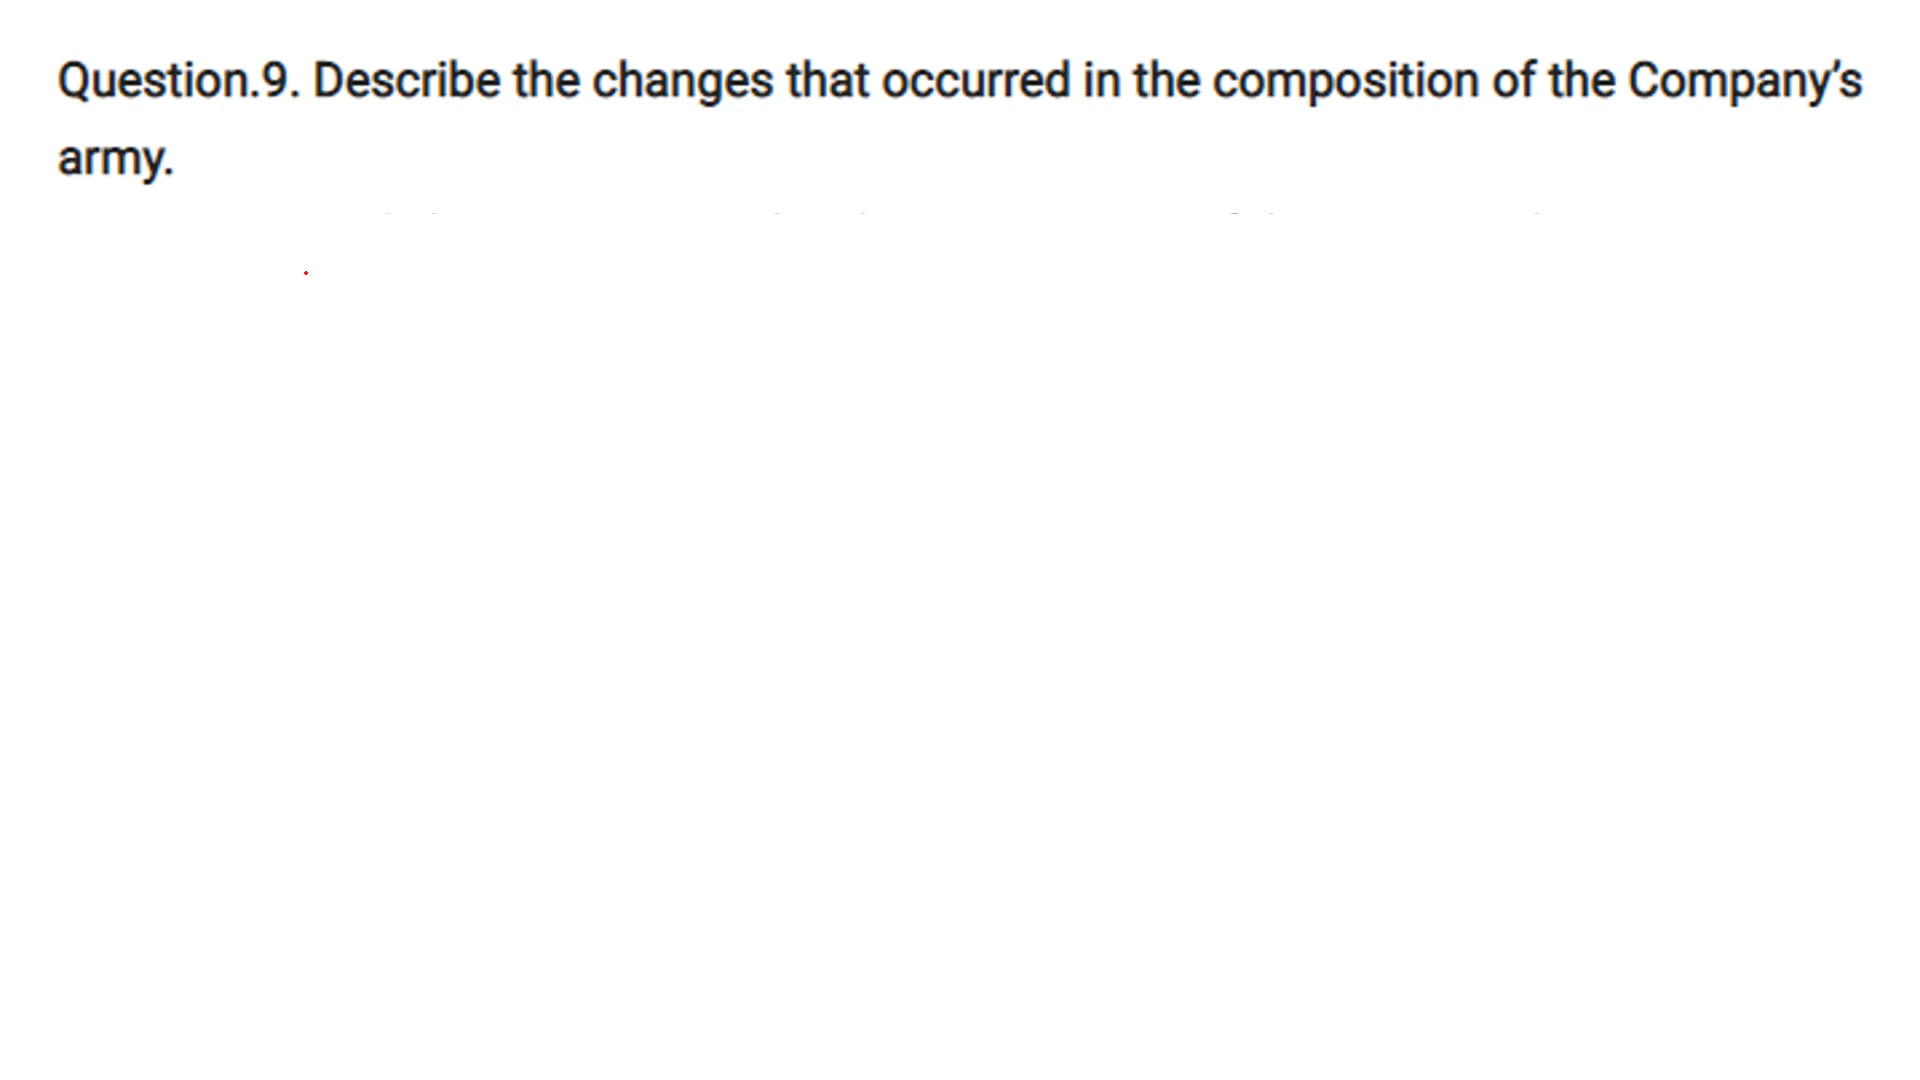 Question.9. Describe the changes that occurred in the composition of the Company’s
army.